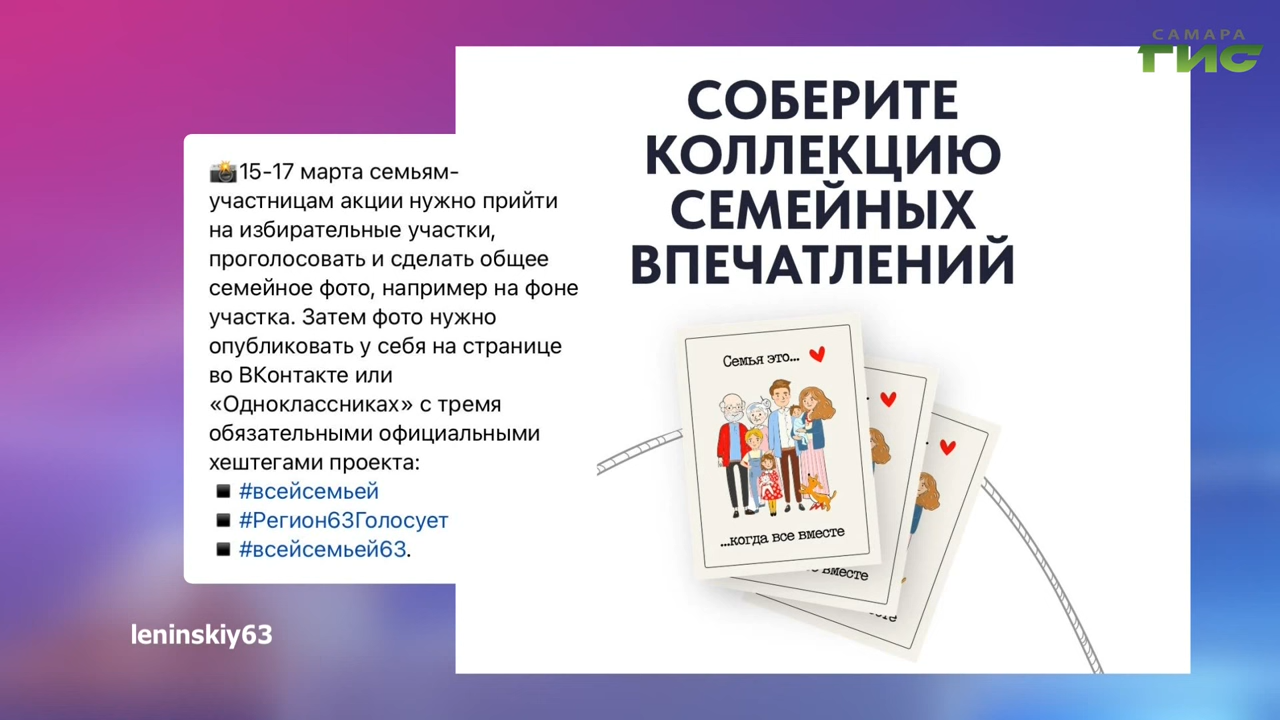 САМАРА
ГИС
СОБЕРИТЕ
КОЛЛЕКЦИЮ
СЕМЕЙНЫХ
ВПЕЧАТЛЕНИЙ
📸15-17 марта семьям-
участницам акции нужно прийти
на избирательные участки,
проголосовать и сделать общее
семейное фото, например на фоне
участка. Затем фото нужно
опубликовать у себя на странице
во ВКонтакте или
«Одноклассниках» с тремя
обязательными официальными
хештегами проекта:
▪️#всейсемьей
▪️#Регион63Голосует
▪️#всейсемьей63.
Семья это...
...когда все вместе
вместе
leninskiy63